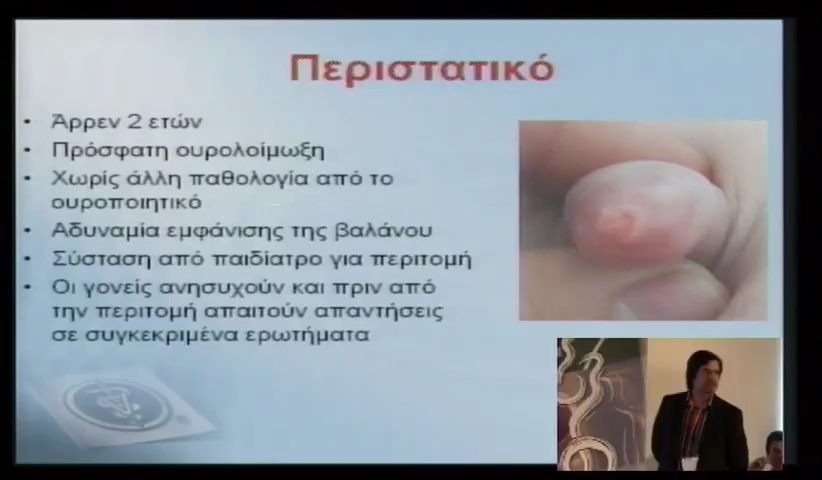 Περιστατικό
• Άρρεν 2 ετών
• Πρόσφατη ουρολοίμωξη
• Χωρίς άλλη παθολογία από το
ουροποιητικό
• Αδυναμία εμφάνισης της βαλάνου
• Σύσταση από παιδίατρο για περιτομή
• Οι γονείς ανησυχούν και πριν από
την περιτομή απαιτούν απαντήσεις
σε συγκεκριμένα ερωτήματα